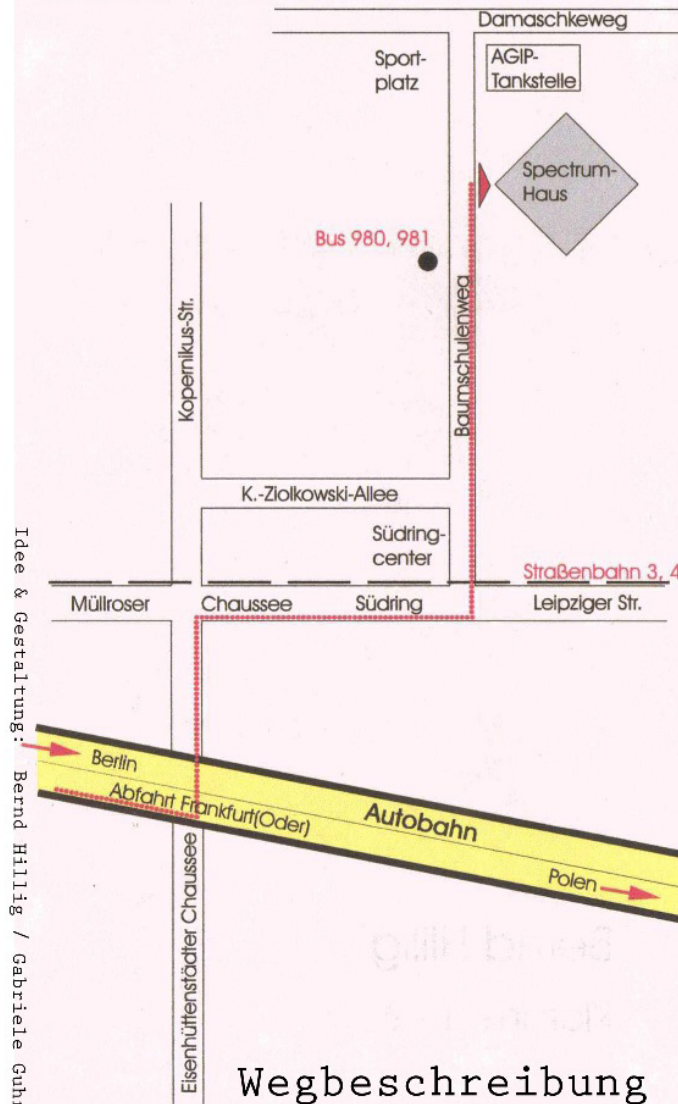 Damaschkeweg
Sport-
platz
AGIP-
Tankstelle
Spectrum-
Haus
Bus 980, 981
Kopernikus-Str.
Baumschulenweg
K.-Ziolkowski-Allee
Südring-
center
Straßenbahn 3, 4
Müllroser Chaussee Südring Leipziger Str.
Berlin
Abfahrt Frankfurt(Oder)
Autobahn
Polen
Eisenhüttenstädter Chaussee
Idee & Gestaltung: Bernd Hillig / Gabriele
Wegbeschreibung